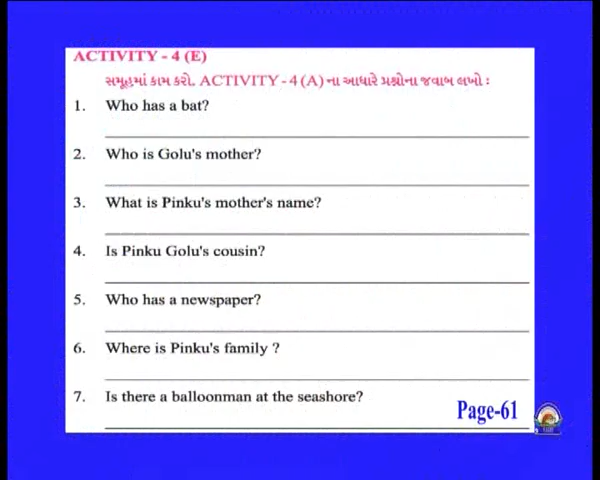 ACTIVITY - 4 (E)
સમૂહમાં કામ કરો. ACTIVITY - 4 (A) ના આધારે પ્રશ્નોના જવાબ લખો :
1. Who has a bat?
2. Who is Golu's mother?
3. What is Pinku's mother's name?
4. Is Pinku Golu's cousin?
5. Who has a newspaper?
6. Where is Pinku's family ?
7. Is there a balloonman at the seashore?
Page-61